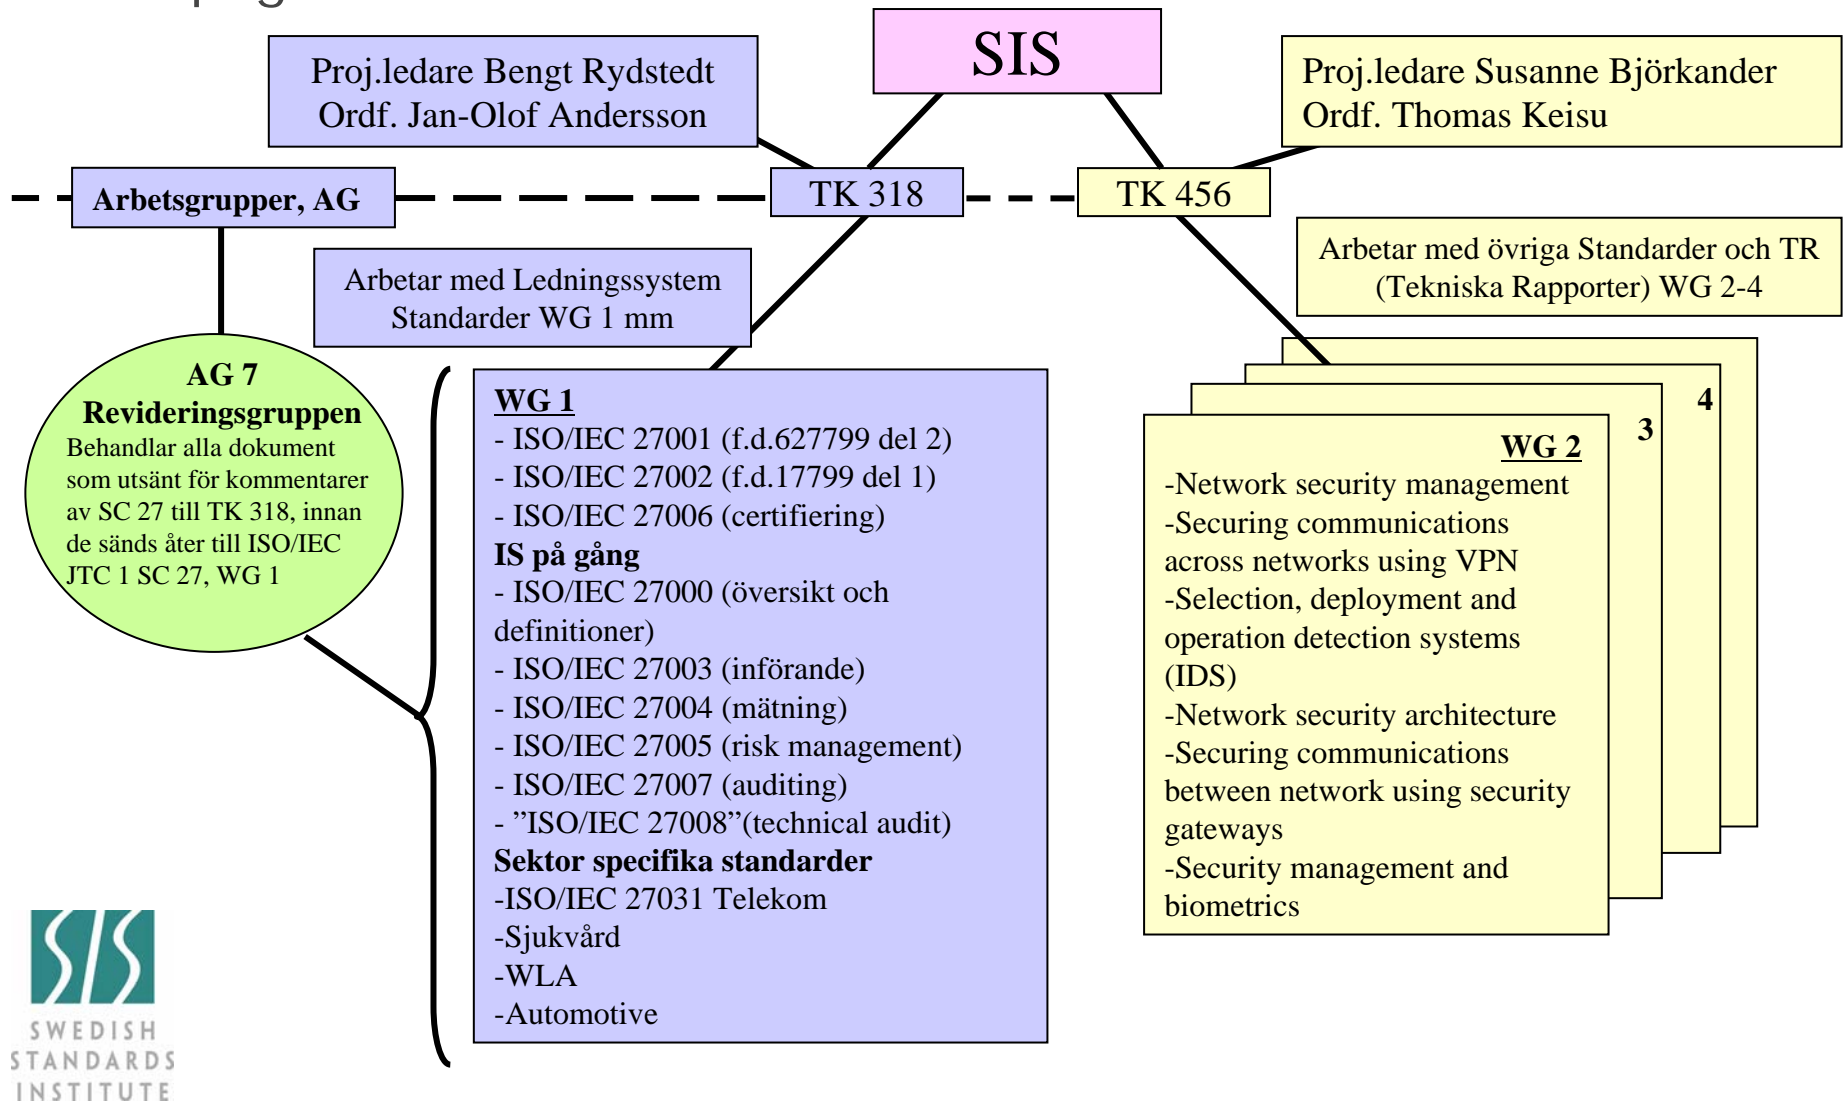 SIS
Proj.ledare Bengt Rydstedt
Ordf. Jan-Olof Andersson
Proj.ledare Susanne Björkander
Ordf. Thomas Keisu
Arbetsgrupper, AG
TK 318
TK 456
Arbetar med Ledningssystem
Standarder WG 1 mm
Arbetar med övriga Standarder och TR
(Tekniska Rapporter) WG 2-4
AG 7
Revideringsgruppen
Behandlar alla dokument
som utsänt för kommentarer
av SC 27 till TK 318, innan
de sänds åter till ISO/IEC
JTC 1 SC 27, WG 1
WG 1
- ISO/IEC 27001 (f.d.627799 del 2)
- ISO/IEC 27002 (f.d.17799 del 1)
- ISO/IEC 27006 (certifiering)
IS på gång
- ISO/IEC 27000 (översikt och
definitioner)
- ISO/IEC 27003 (införande)
- ISO/IEC 27004 (mätning)
- ISO/IEC 27005 (risk management)
- ISO/IEC 27007 (auditing)
- ”ISO/IEC 27008”(technical audit)
Sektor specifika standarder
-ISO/IEC 27031 Telekom
-Sjukvård
-WLA
-Automotive
4
3
WG 2
-Network security management
-Securing communications
across networks using VPN
-Selection, deployment and
operation detection systems
(IDS)
-Network security architecture
-Securing communications
between network using security
gateways
-Security management and
biometrics
SIS
SWEDISH
STANDARDS
INSTITUTE